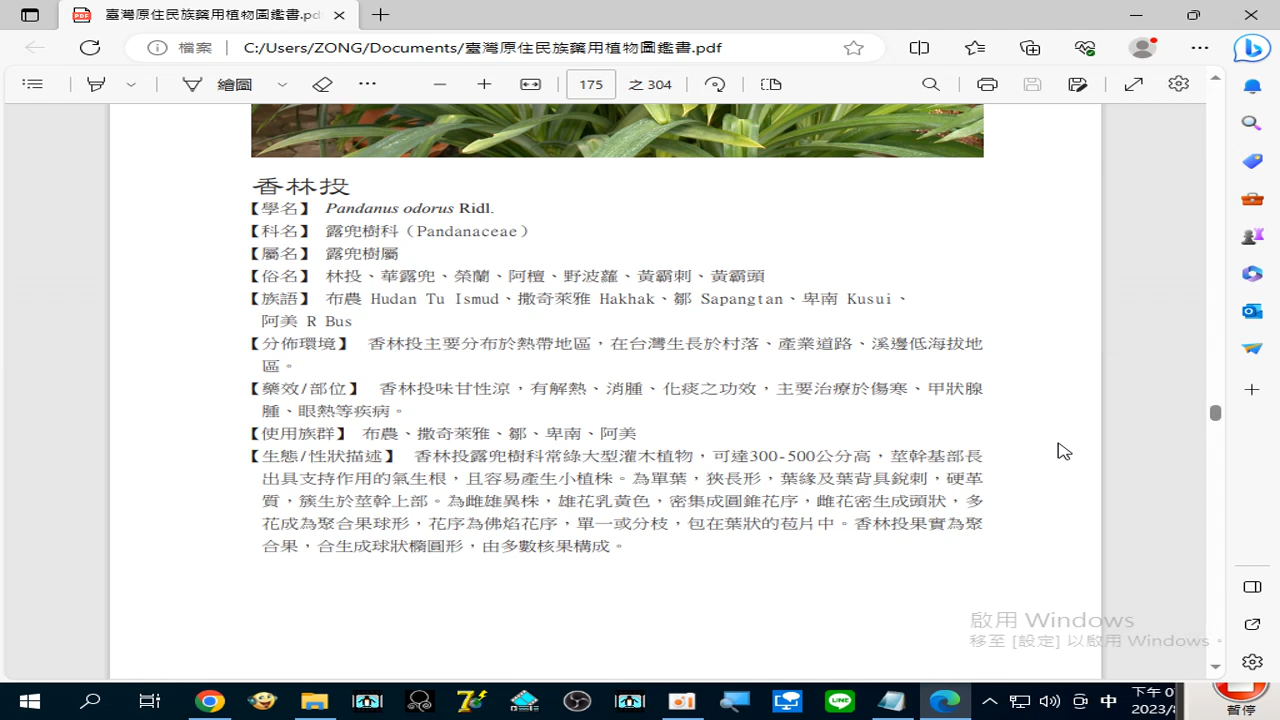 臺灣原住民族藥用植物圖鑑書.pd
檔案 C:/Users/ZONG/Documents/臺灣原住民族藥用植物圖鑑書.pdf
繪圖 175 之 304
香林投
【學名】 Pandanus odorus Ridl.
【科名】 露兜樹科（Pandanaceae）
【屬名】 露兜樹屬
【俗名】 林投、華露兜、榮蘭、阿檀、野波蘿、黃霸刺、黃霸頭
【族語】 布農 Hudan Tu Ismud、撒奇萊雅 Hakhak、鄒 Sapangtan、卑南 Kusui、
阿美 R Bus
【分佈環境】 香林投主要分布於熱帶地區，在台灣生長於村落、產業道路、溪邊低海拔地
區。
【藥效/部位】 香林投味甘性涼，有解熱、消腫、化痰之功效，主要治療於傷寒、甲狀腺
腫、眼熱等疾病。
【使用族群】 布農、撒奇萊雅、鄒、卑南、阿美
【生態/性狀描述】 香林投露兜樹科常綠大型灌木植物，可達300-500公分高，莖幹基部長
出具支持作用的氣生根，且容易產生小植株。為單葉，狹長形，葉緣及葉背具銳刺，硬革
質，簇生於莖幹上部。為雌雄異株，雄花乳黃色，密集成圓錐花序，雌花密生成頭狀，多
花成為聚合果球形，花序為佛焰花序，單一或分枝，包在葉狀的苞片中。香林投果實為聚
合果，合生成球狀橢圓形，由多數核果構成。
啟用 Windows
移至 [設定] 以啟用 Windows。
中 下午 0
2023/8
暫停